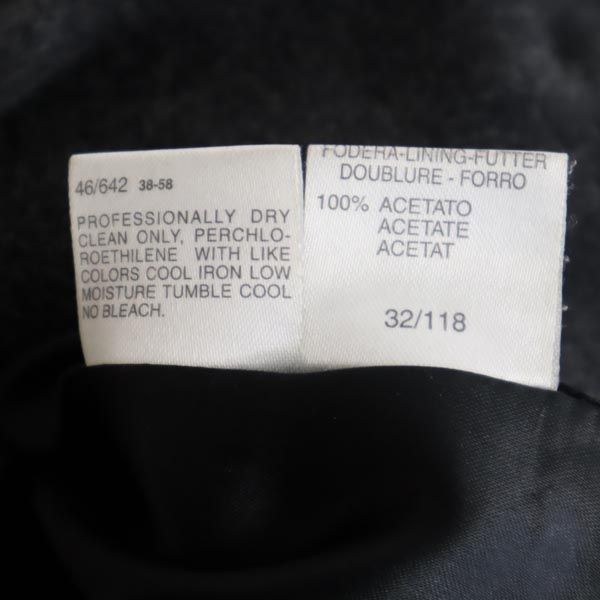 46/642 38-58
PROFESSIONALLY DRY
CLEAN ONLY, PERCHLO-
ROETHILENE WITH LIKE
COLORS COOL IRON LOW
MOISTURE TUMBLE COOL
NO BLEACH.
FODERA-LINING-FUTTER
DOUBLURE - FORRO
100% ACETATO
ACETATE
ACETAT
32/118